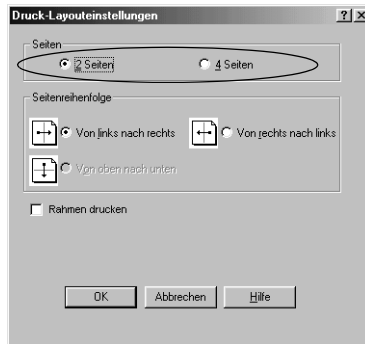 Druck-Layouteinstellungen
Seiten
2 Seiten 4 Seiten
Seitenreihenfolge
Von links nach rechts Von rechts nach links
Von oben nach unten
Rahmen drucken
OK Abbrechen Hilfe